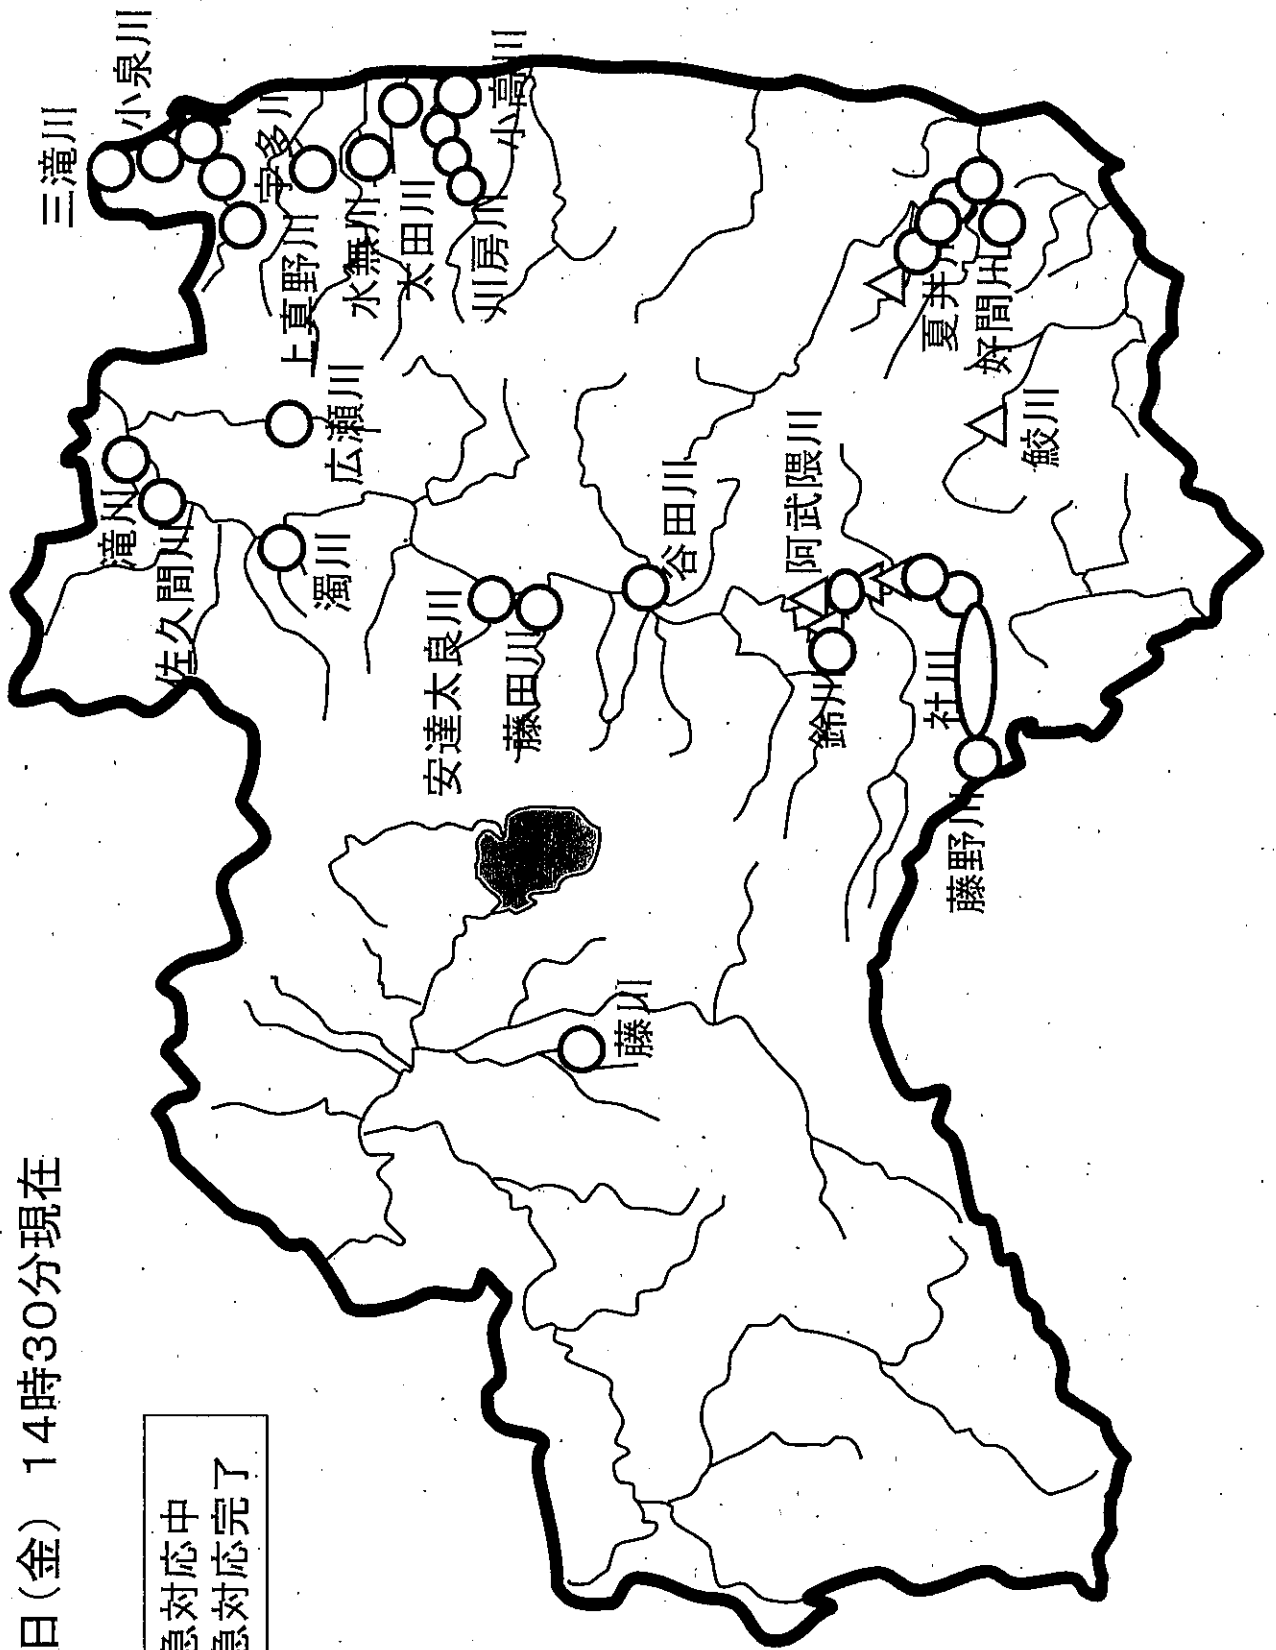 日(金) 14時30分現在
急対応中
急対応完了
三滝川
小泉川
宇多川
上真野川
水無川
太田川
小高川
川房川
広瀬川
滝川
佐久間川
濁川
安達太良川
藤田川
谷田川
阿武隈川
鈴川
社川
藤野川
藤川
夏井川
好間川
鮫川